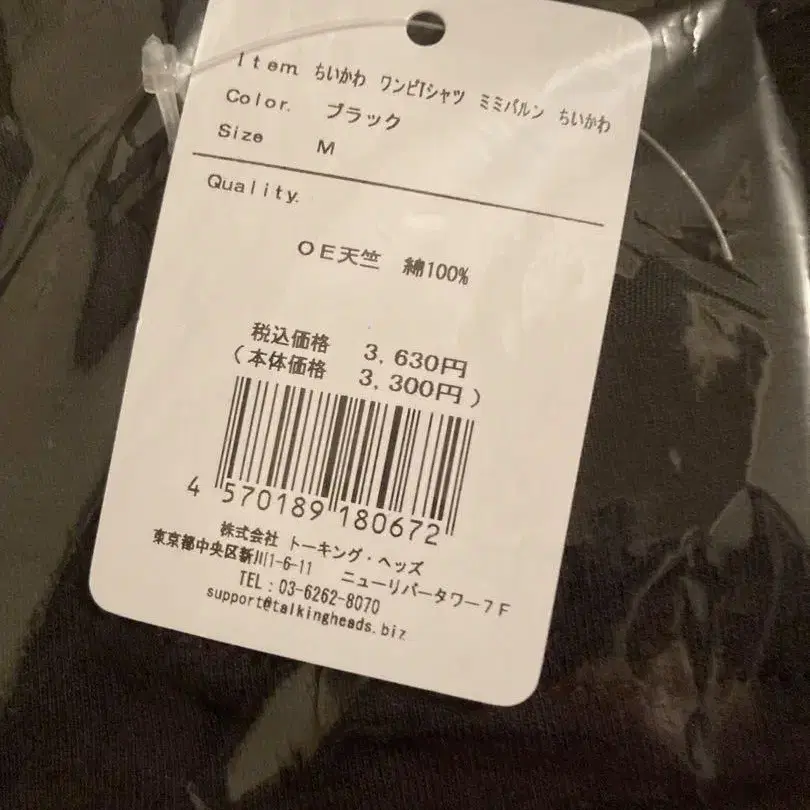 Item ちいかわ ワンピTシャツ ミミバルン ちいかわ
Color. ブラック
Size M
Quality.
OE天竺 綿100%
税込価格 3,630円
(本体価格 3,300円)
4 570189 180672
株式会社 トーキング・ヘッズ
東京都中央区新川1-6-11 ニューリバータワー7F
TEL:03-6262-8070
support@talkingheads.biz